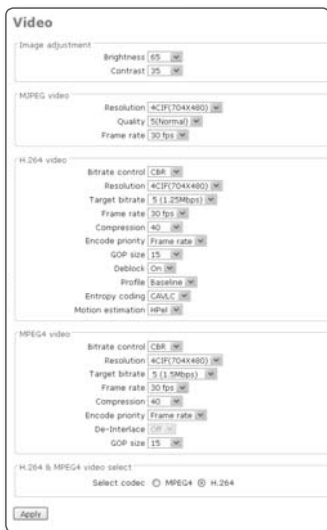 Video
Image adjustment
Brightness 65
Contrast 35
MJPEG video
Resolution 4CIF(704X480)
Quality 5(Normal)
Frame rate 30 fps
H.264 video
Bitrate control CBR
Resolution 4CIF(704X480)
Target bitrate 5 (1.25Mbps)
Frame rate 30 fps
Compression 40
Encode priority Frame rate
GOP size 15
Deblock On
Profile Baseline
Entropy coding CAVLC
Motion estimation HPel
MPEG4 video
Bitrate control CBR
Resolution 4CIF(704X480)
Target bitrate 5 (1.5Mbps)
Frame rate 30 fps
Compression 40
Encode priority Frame rate
De-Interlace Off
GOP size 15
H.264 & MPEG4 video select
Select codec MPEG4 H.264
Apply